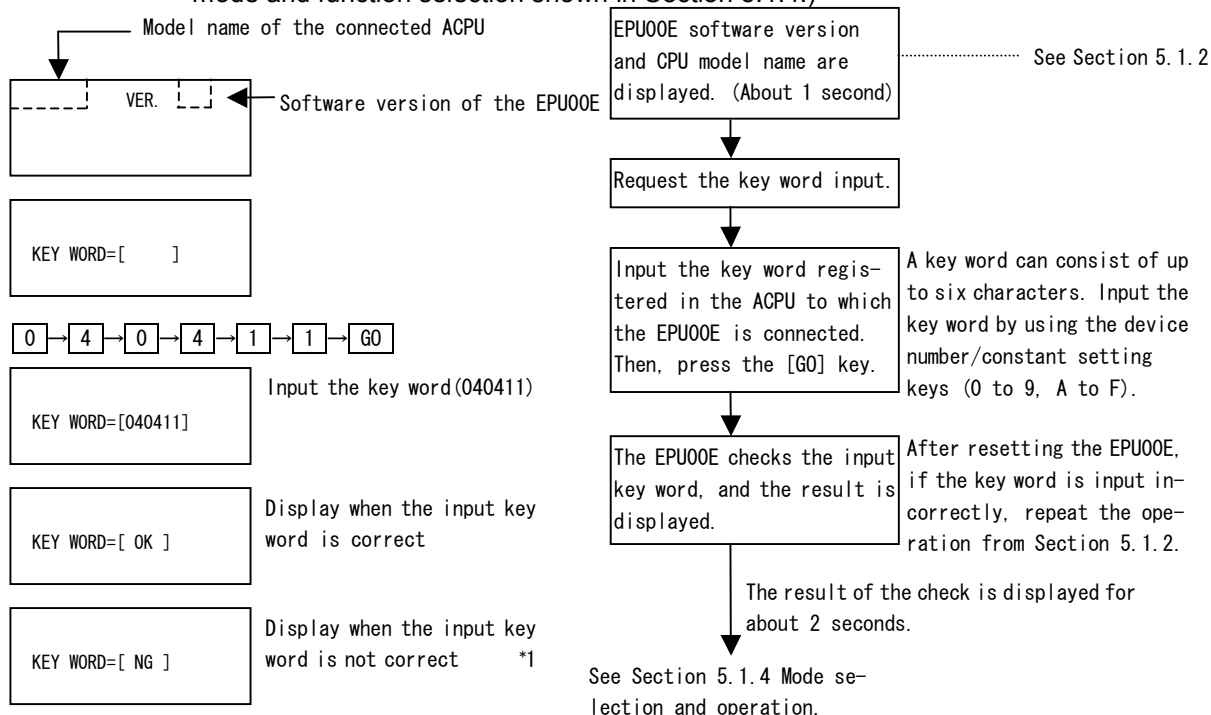 mode and function selection shown in Section 5.1.4.)
Model name of the connected ACPU
VER.
Software version of the EPU00E
KEY WORD=[ ]
0 → 4 → 0 → 4 → 1 → 1 → GO
KEY WORD=[040411]
Input the key word(040411)
KEY WORD=[ OK ]
Display when the input key
word is correct
KEY WORD=[ NG ]
Display when the input key
word is not correct *1
EPU00E software version
and CPU model name are
displayed. (About 1 second)
See Section 5.1.2
Request the key word input.
Input the key word regis-
tered in the ACPU to which
the EPU00E is connected.
Then, press the [GO] key.
A key word can consist of up
to six characters. Input the
key word by using the device
number/constant setting
keys (0 to 9, A to F).
The EPU00E checks the input
key word, and the result is
displayed.
After resetting the EPU00E,
if the key word is input in-
correctly, repeat the ope-
ration from Section 5.1.2.
The result of the check is displayed for
about 2 seconds.
See Section 5.1.4 Mode se-
lection and operation.